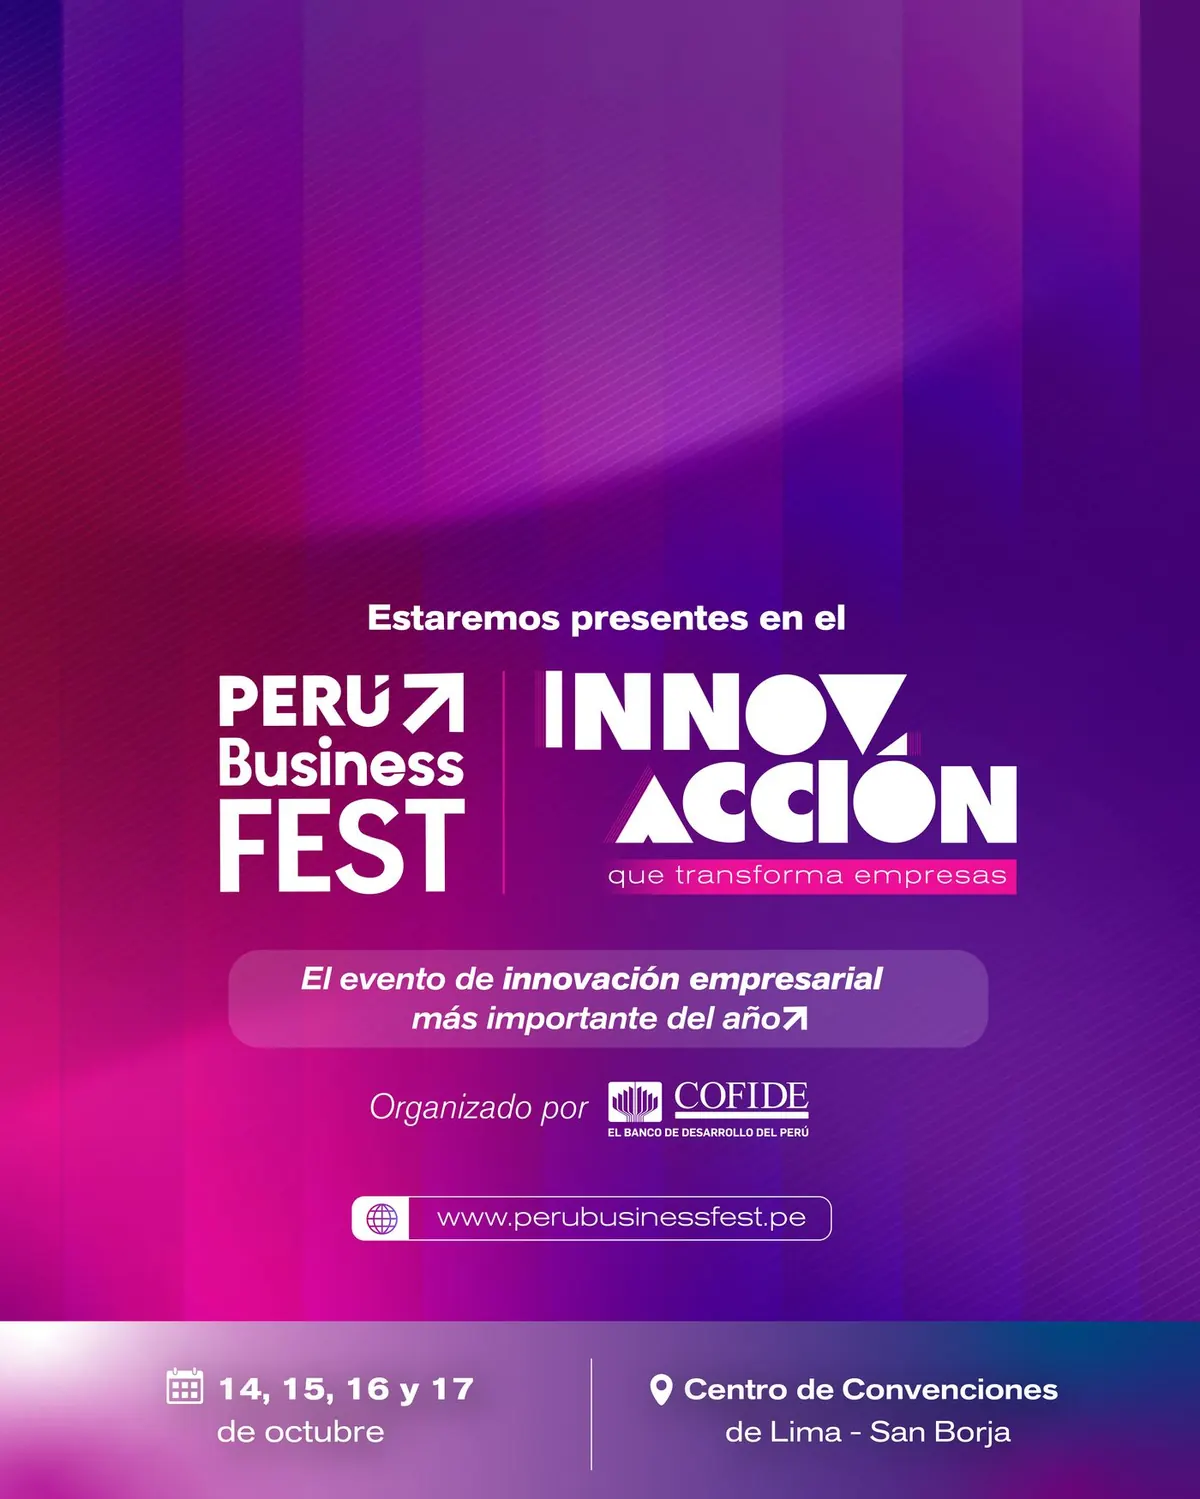 Estaremos presentes en el
PERÚ
Business
FEST
INNOV
ACCIÓN
que transforma empresas
El evento de innovación empresarial
más importante del año
Organizado por
COFIDE
EL BANCO DE DESARROLLO DEL PERÚ
www.perubusinessfest.pe
14, 15, 16 y 17
de octubre
Centro de Convenciones
de Lima - San Borja